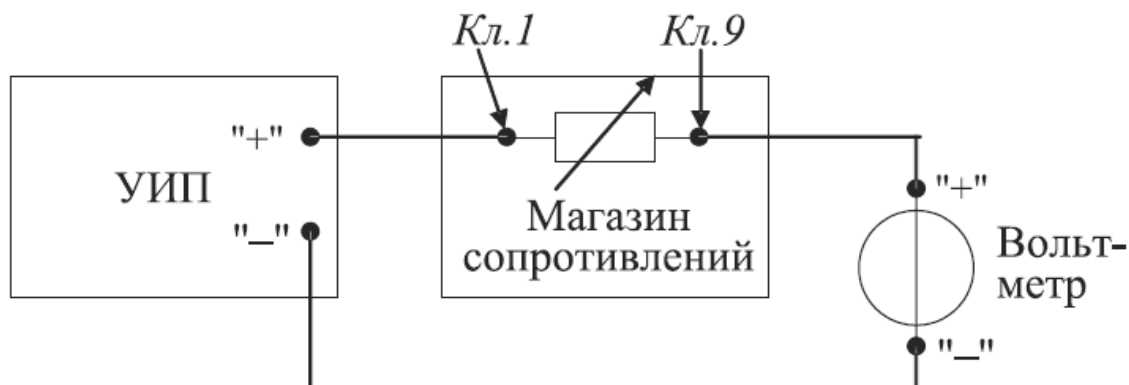 Кл.1
Кл.9
"+"
УИП
"_"
Магазин
сопротивлений
"+"
Вольт-
метр
"_"